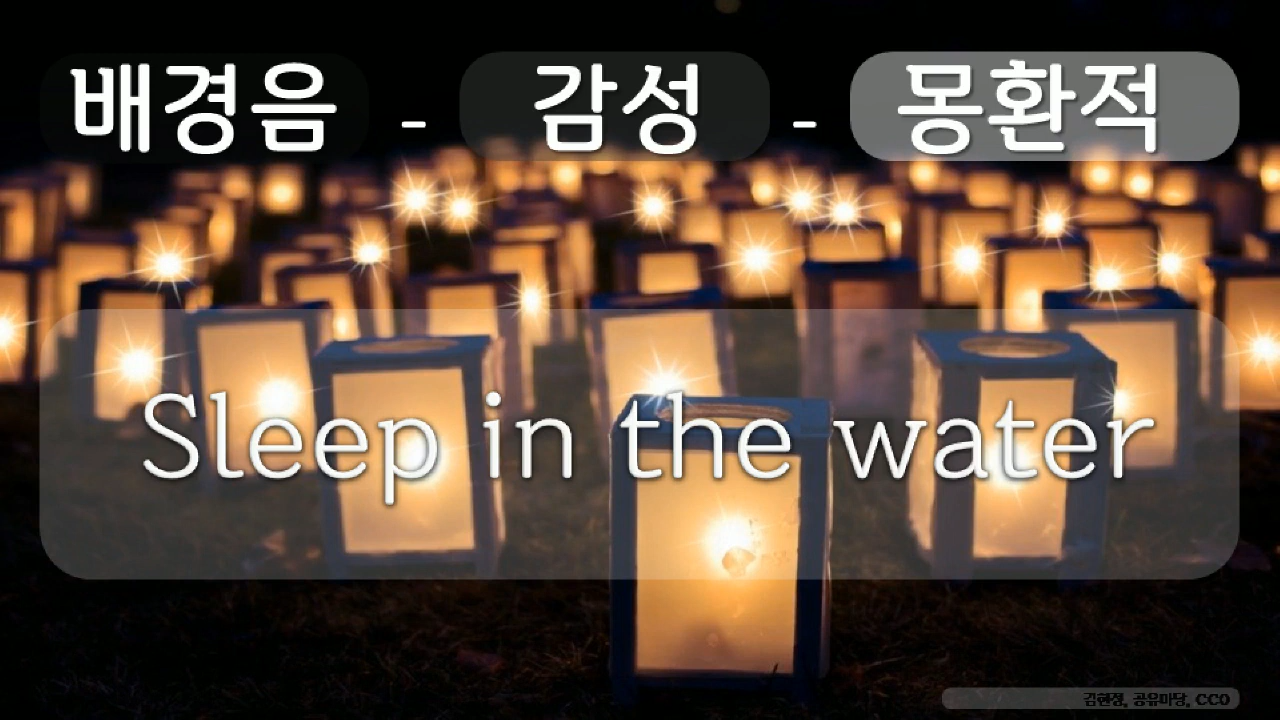 배경음 - 감성 - 몽환적
Sleep in the water
김현정, 공유마당, CC0